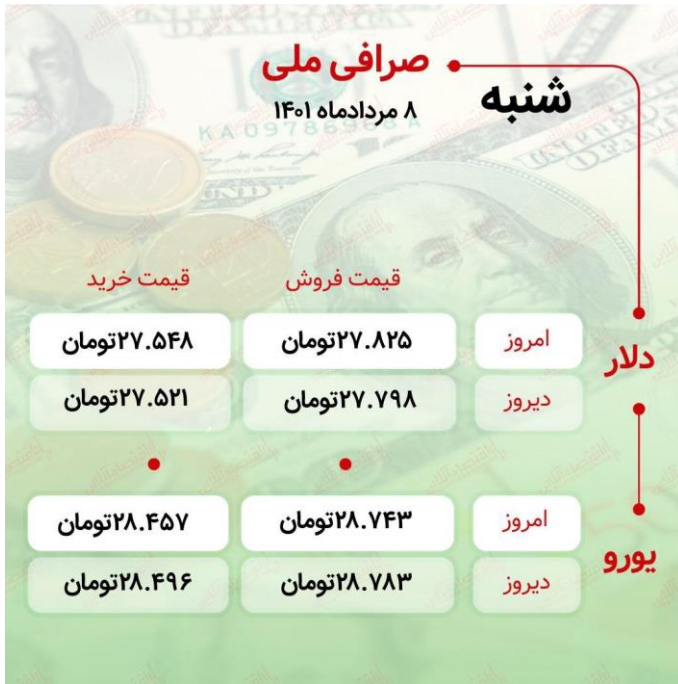 صرافی ملی
شنبه
۸ مردادماه ۱۴۰۱
KA09786968A
قیمت فروش قیمت خرید
دلار
امروز ۲۷.۸۲۵تومان ۲۷.۵۴۸تومان
دیروز ۲۷.۷۹۸تومان ۲۷.۵۲۱تومان
یورو
امروز ۲۸.۷۴۳تومان ۲۸.۴۵۷تومان
دیروز ۲۸.۷۸۳تومان ۲۸.۴۹۶تومان